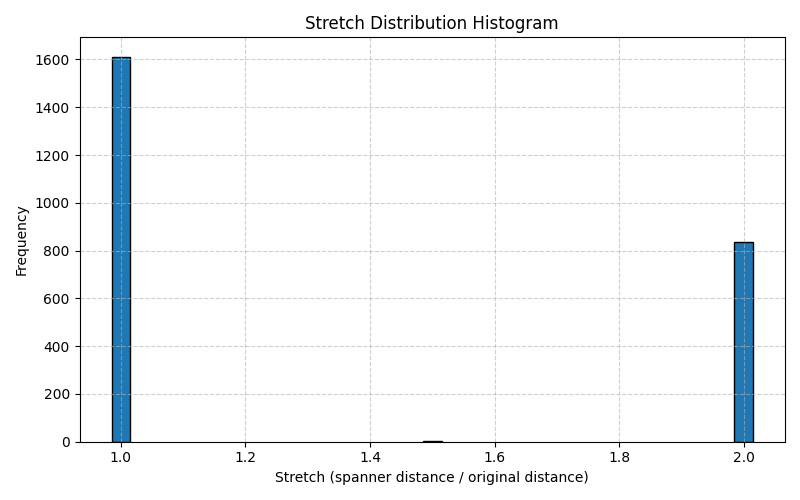 Stretch Distribution Histogram
Frequency
1600
1400
1200
1000
800
600
400
200
0
1.0 1.2 1.4 1.6 1.8 2.0
Stretch (spanner distance / original distance)